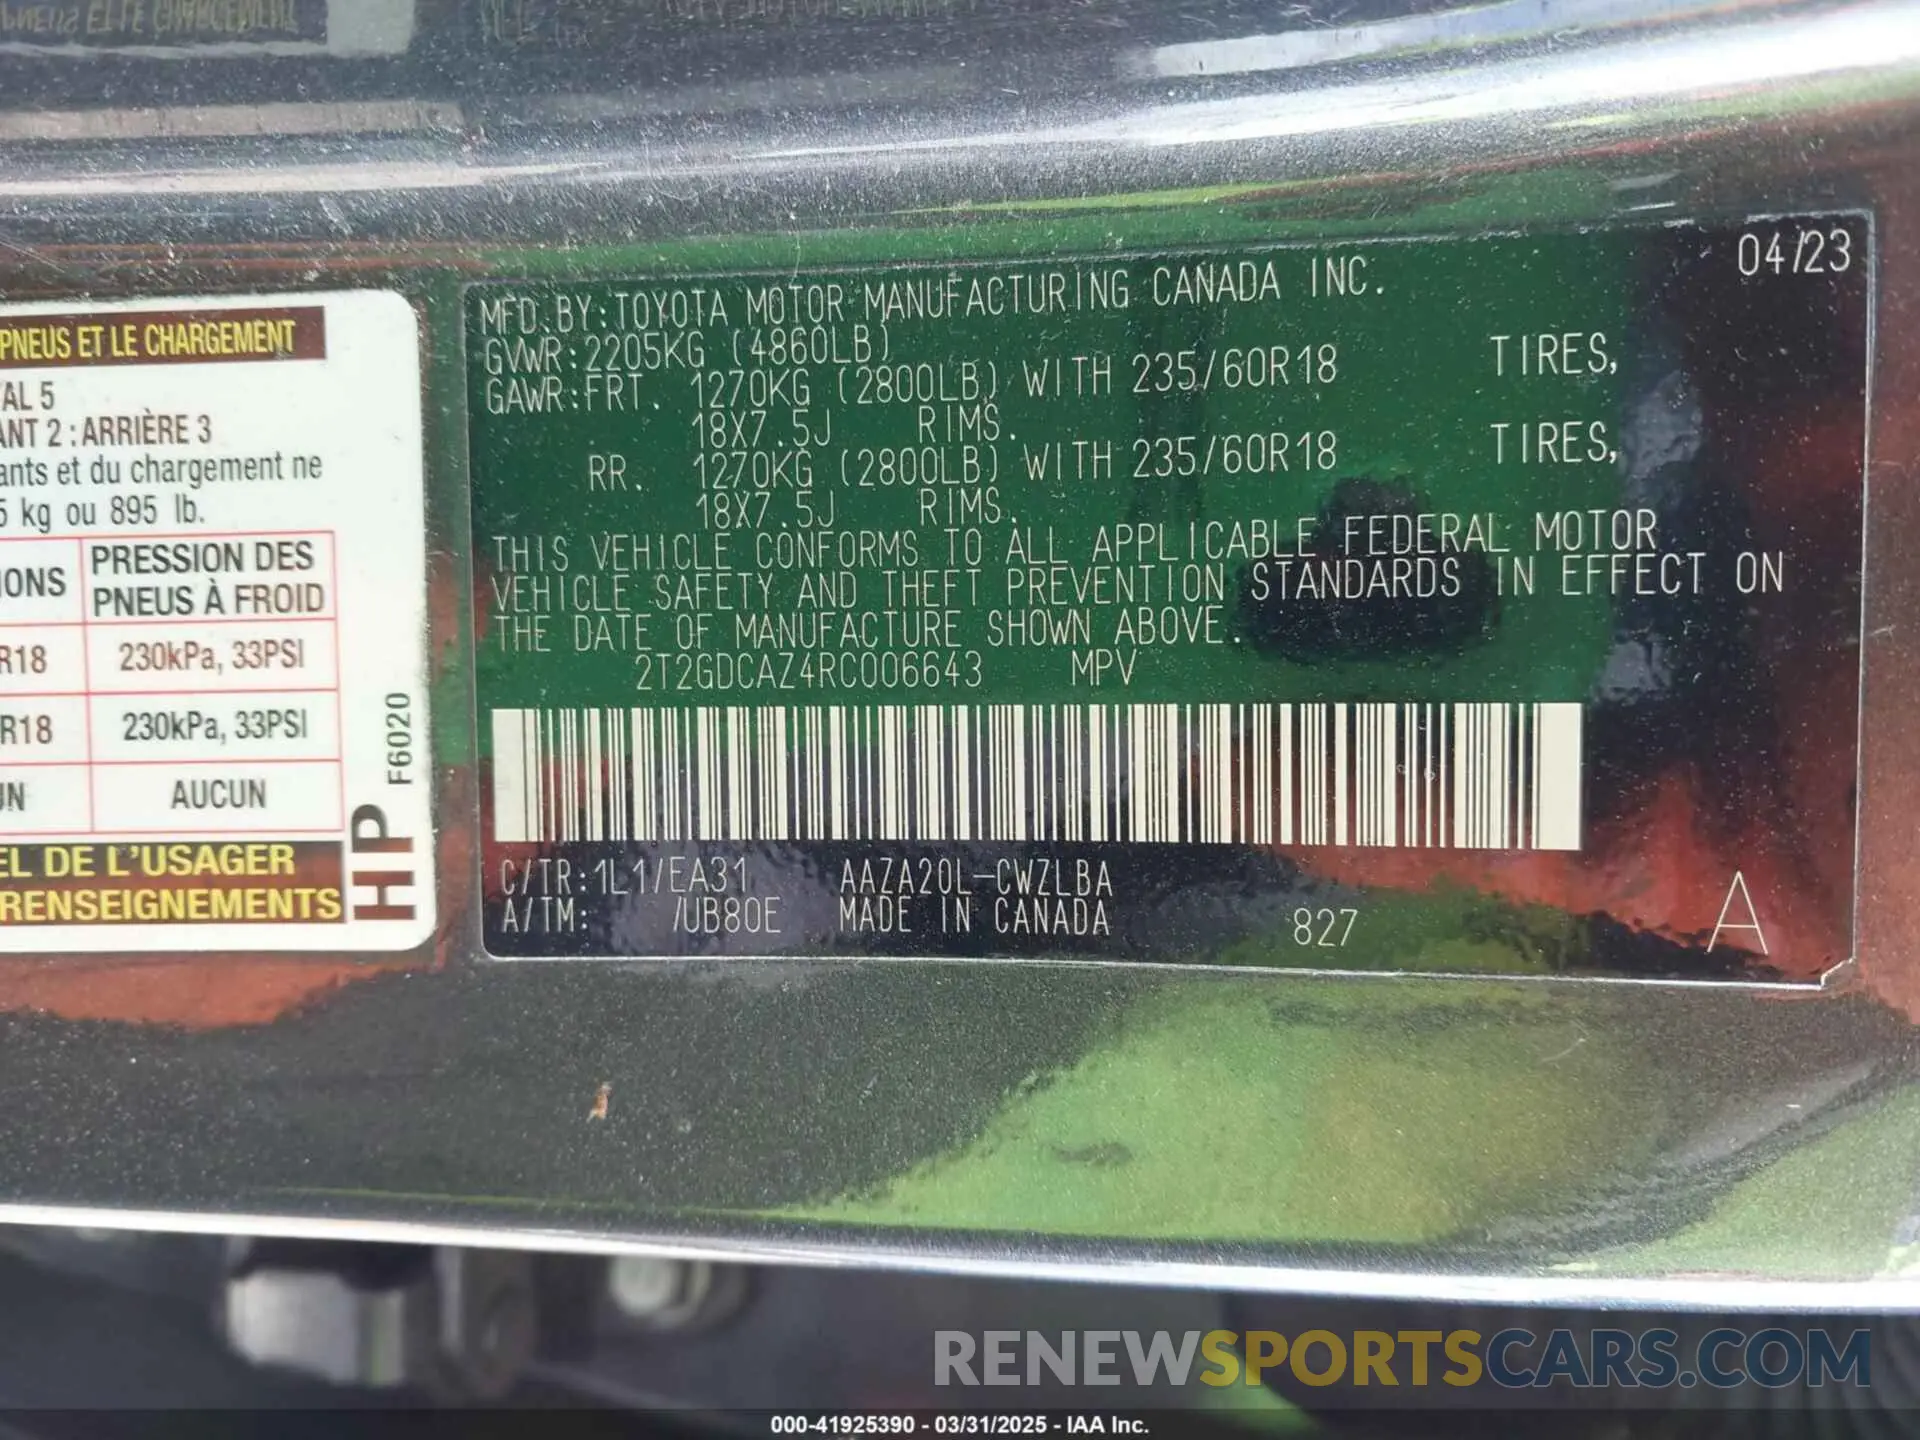 PNEUS ET LE CHARGEMENT
AL 5
ANT 2 : ARRIÈRE 3
ants et du chargement ne
5 kg ou 895 lb.
IONS PRESSION DES
PNEUS À FROID
R18 230kPa, 33PSI
R18 230kPa, 33PSI
UN AUCUN
EL DE L'USAGER
RENSEIGNEMENTS
HP
F6020
04/23
MFD.BY:TOYOTA MOTOR MANUFACTURING CANADA INC.
GVWR:2205KG (4860LB)
GAWR:FRT. 1270KG (2800LB) WITH 235/60R18 TIRES,
18X7.5J RIMS.
RR. 1270KG (2800LB) WITH 235/60R18 TIRES,
18X7.5J RIMS.
THIS VEHICLE CONFORMS TO ALL APPLICABLE FEDERAL MOTOR
VEHICLE SAFETY AND THEFT PREVENTION STANDARDS IN EFFECT ON
THE DATE OF MANUFACTURE SHOWN ABOVE.
2T2GDCAZ4RC006643 MPV
C/TR:1L1/EA31 AAZA20L-CWZLBA
A/TM: /UB80E MADE IN CANADA 827 A
RENEWSPORTSCARS.COM
000-41925390 - 03/31/2025 - IAA Inc.